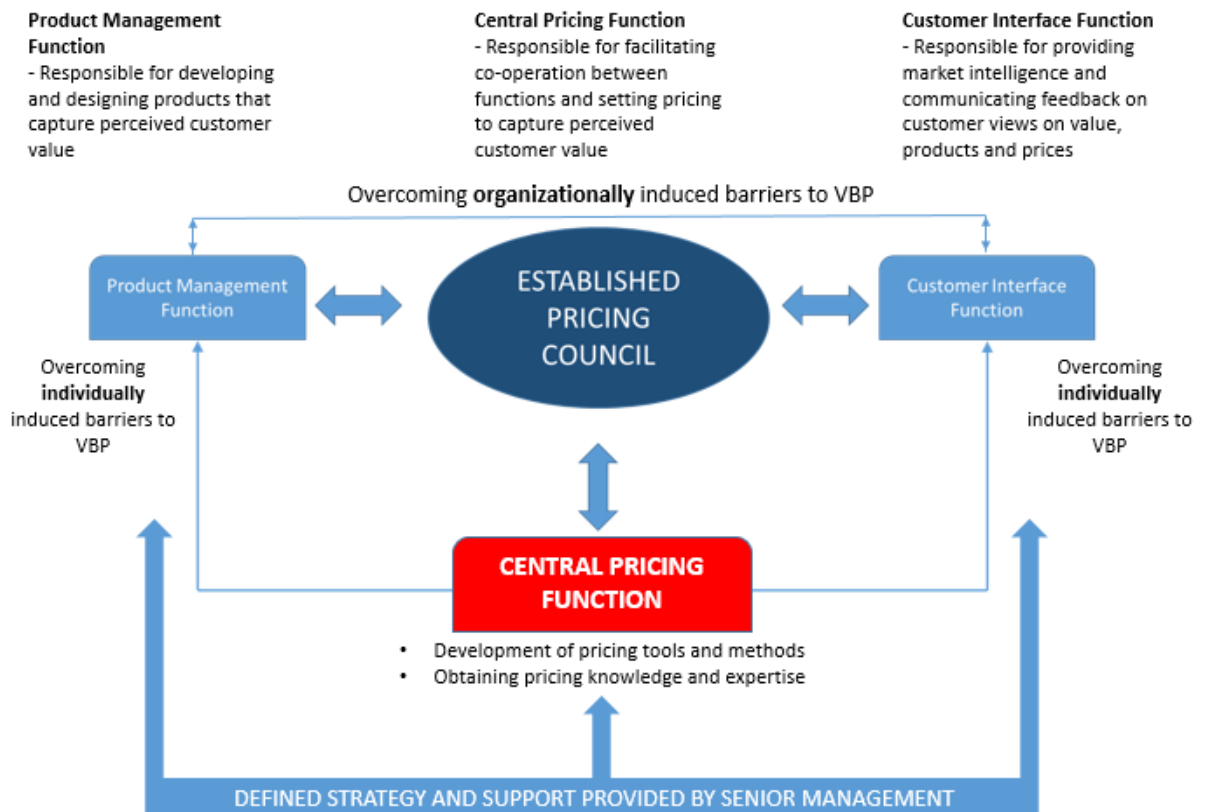 Product Management
Function
- Responsible for developing
and designing products that
capture perceived customer
value
Central Pricing Function
- Responsible for facilitating
co-operation between
functions and setting pricing
to capture perceived
customer value
Customer Interface Function
- Responsible for providing
market intelligence and
communicating feedback on
customer views on value,
products and prices
Overcoming organizationally induced barriers to VBP
Product Management
Function
ESTABLISHED
PRICING
COUNCIL
Customer Interface
Function
Overcoming
individually
induced barriers to
VBP
Overcoming
individually
induced barriers to
VBP
CENTRAL PRICING
FUNCTION
• Development of pricing tools and methods
• Obtaining pricing knowledge and expertise
DEFINED STRATEGY AND SUPPORT PROVIDED BY SENIOR MANAGEMENT